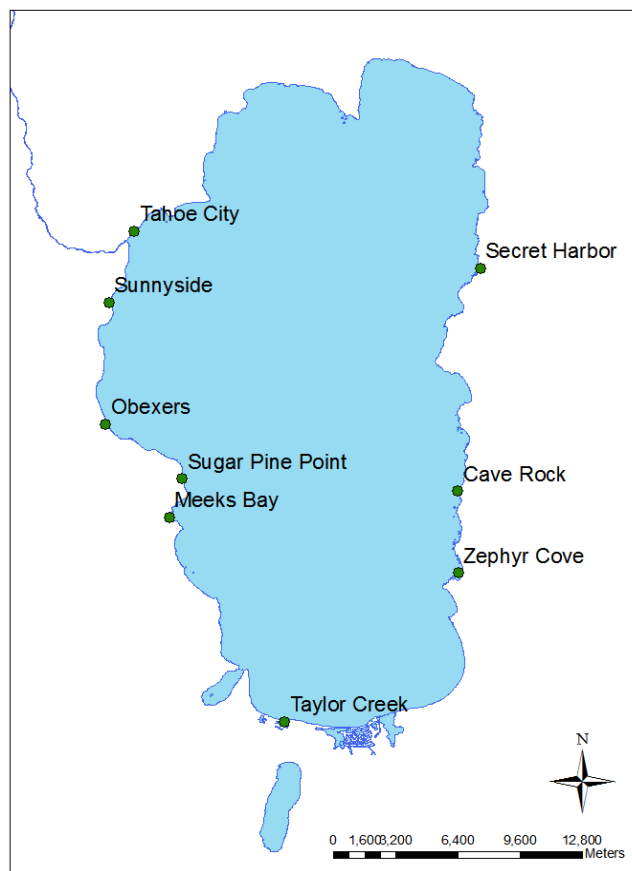 Tahoe City
Secret Harbor
Sunnyside
Obexers
Sugar Pine Point
Cave Rock
Meeks Bay
Zephyr Cove
Taylor Creek
N
0 1,600 3,200 6,400 9,600 12,800
Meters